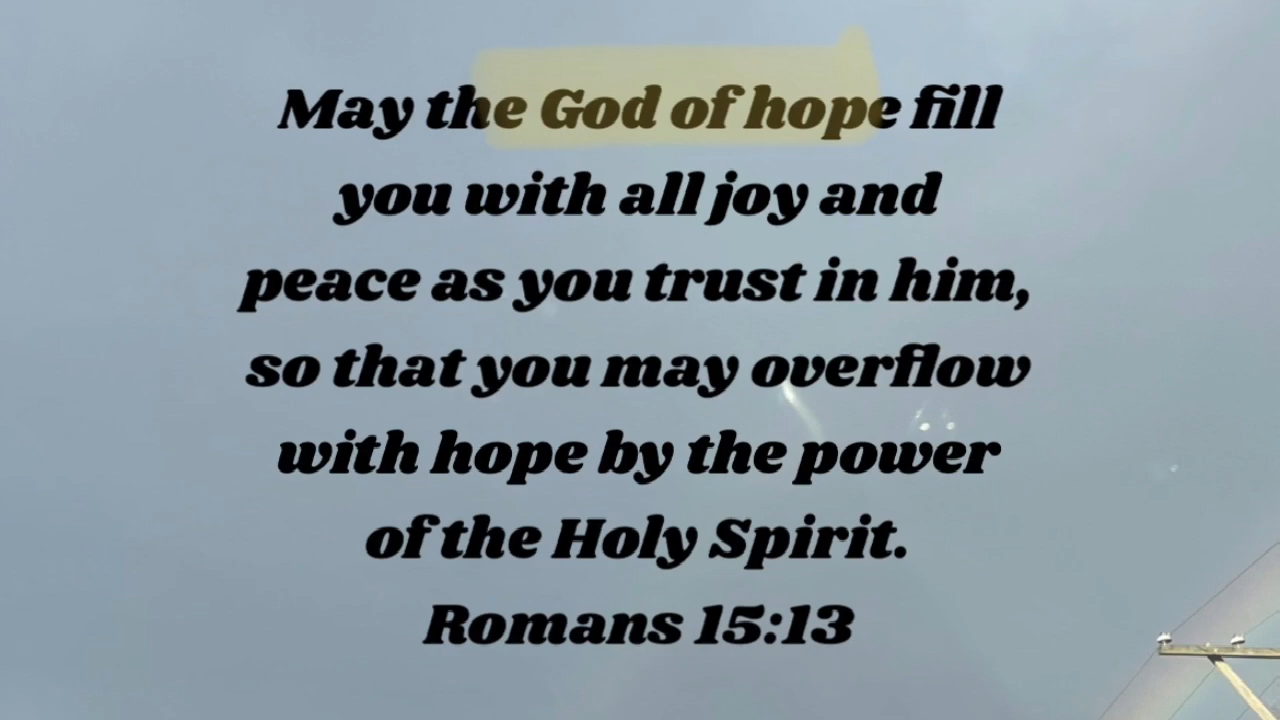 May the God of hope fill
you with all joy and
peace as you trust in him,
so that you may overflow
with hope by the power
of the Holy Spirit.
Romans 15:13